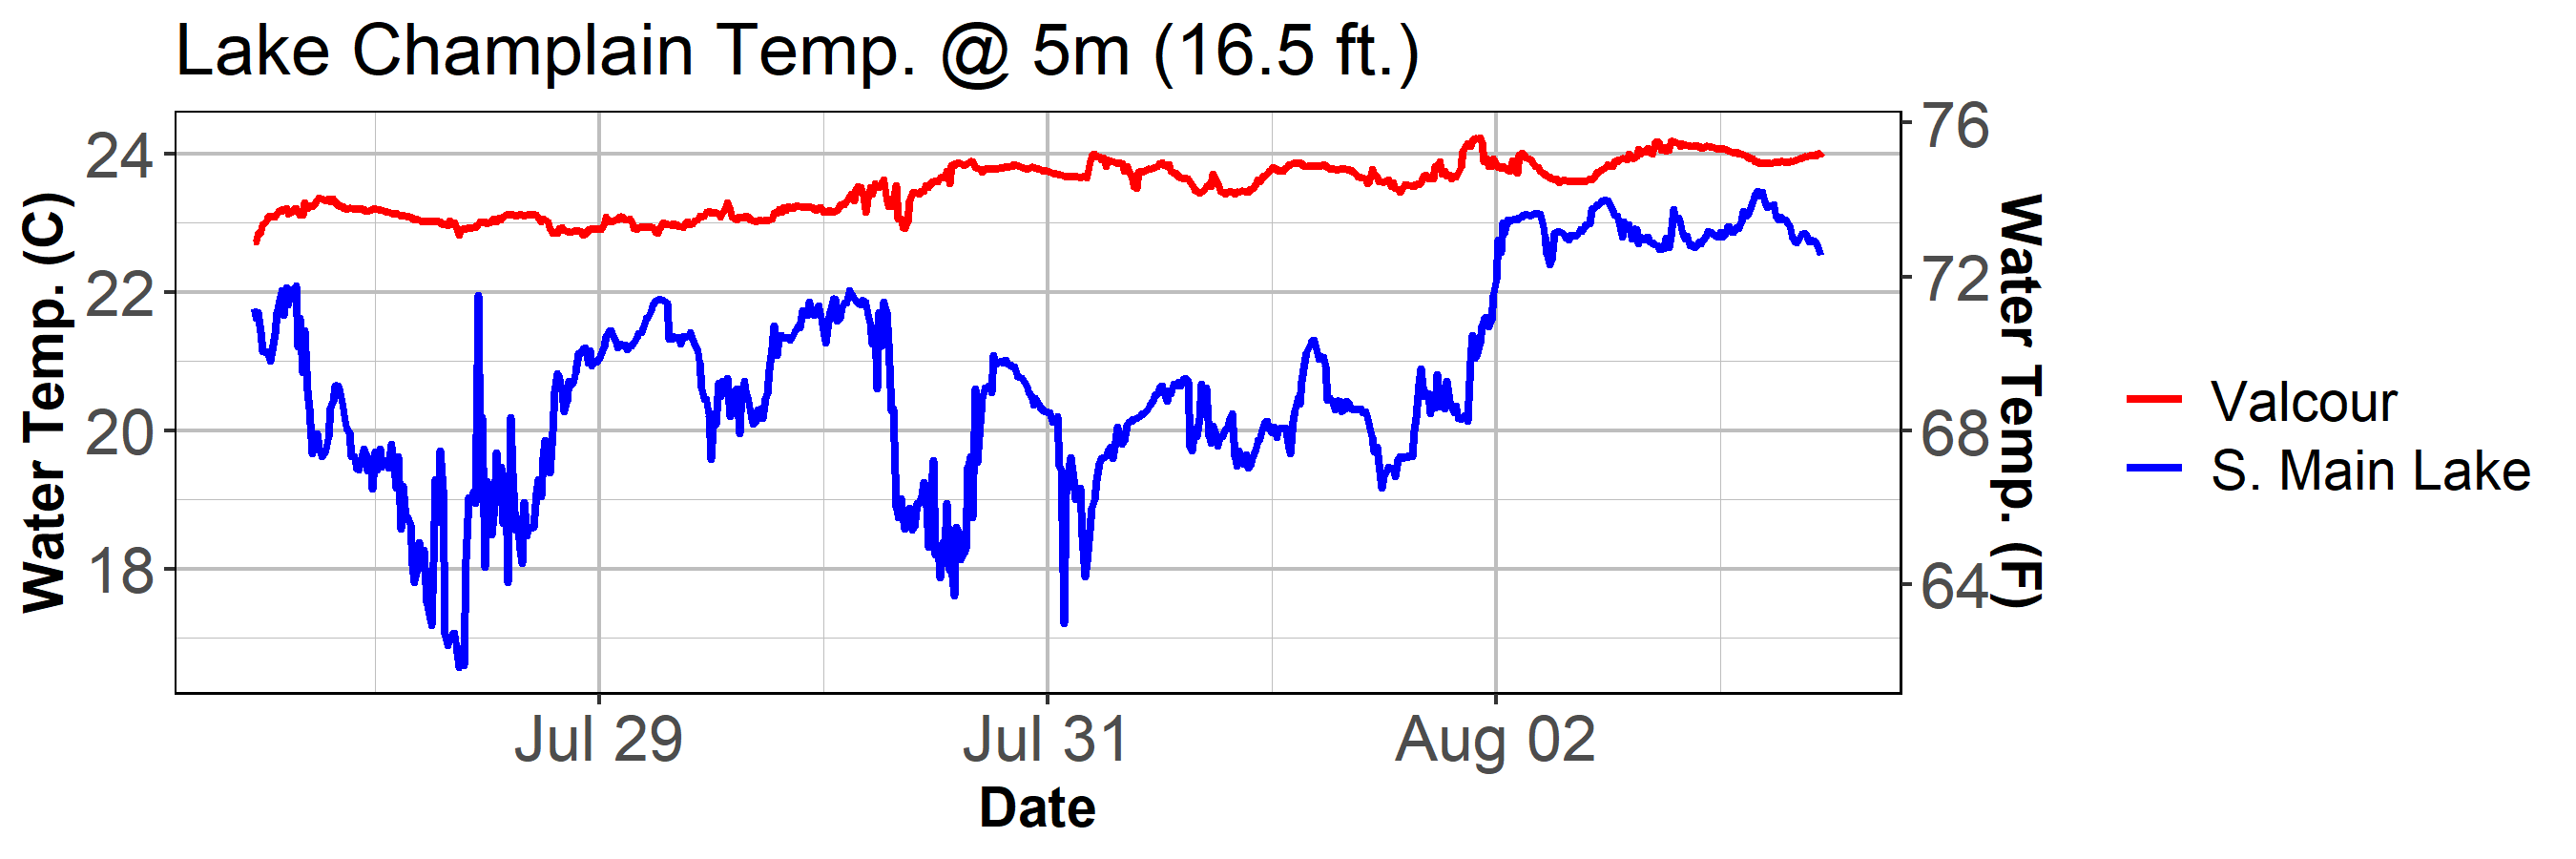 Lake Champlain Temp. @ 5m (16.5 ft.)
Water Temp. (C)
24
22
20
18
76
72
68
64
Water Temp. (F)
Jul 29
Jul 31
Aug 02
Date
Valcour
S. Main Lake